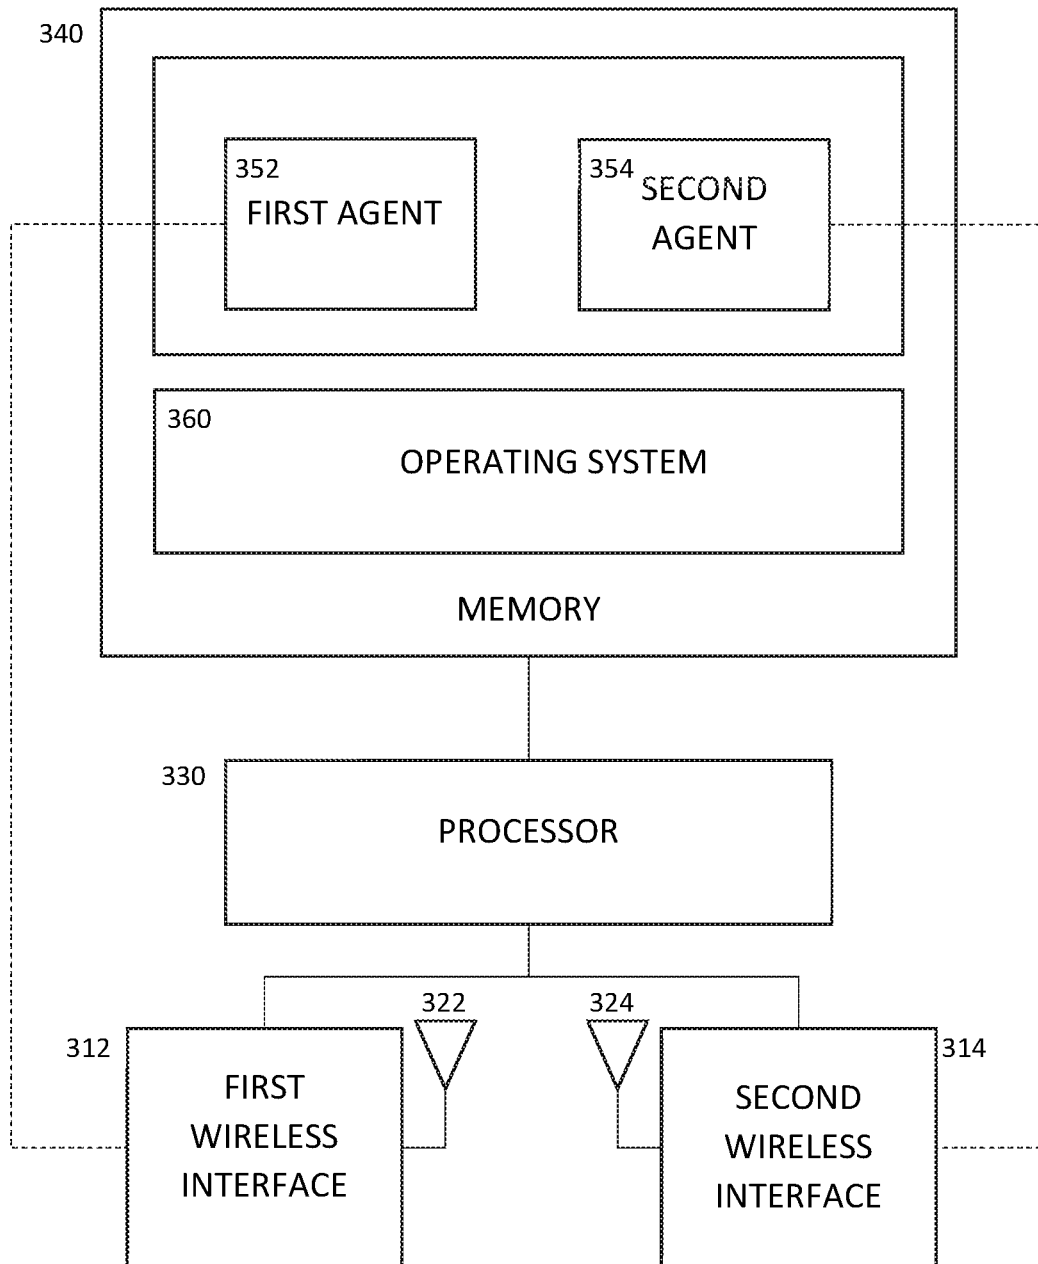 340
352
FIRST AGENT
354
SECOND
AGENT
360
OPERATING SYSTEM
MEMORY
330
PROCESSOR
322
324
312
314
FIRST
WIRELESS
INTERFACE
SECOND
WIRELESS
INTERFACE